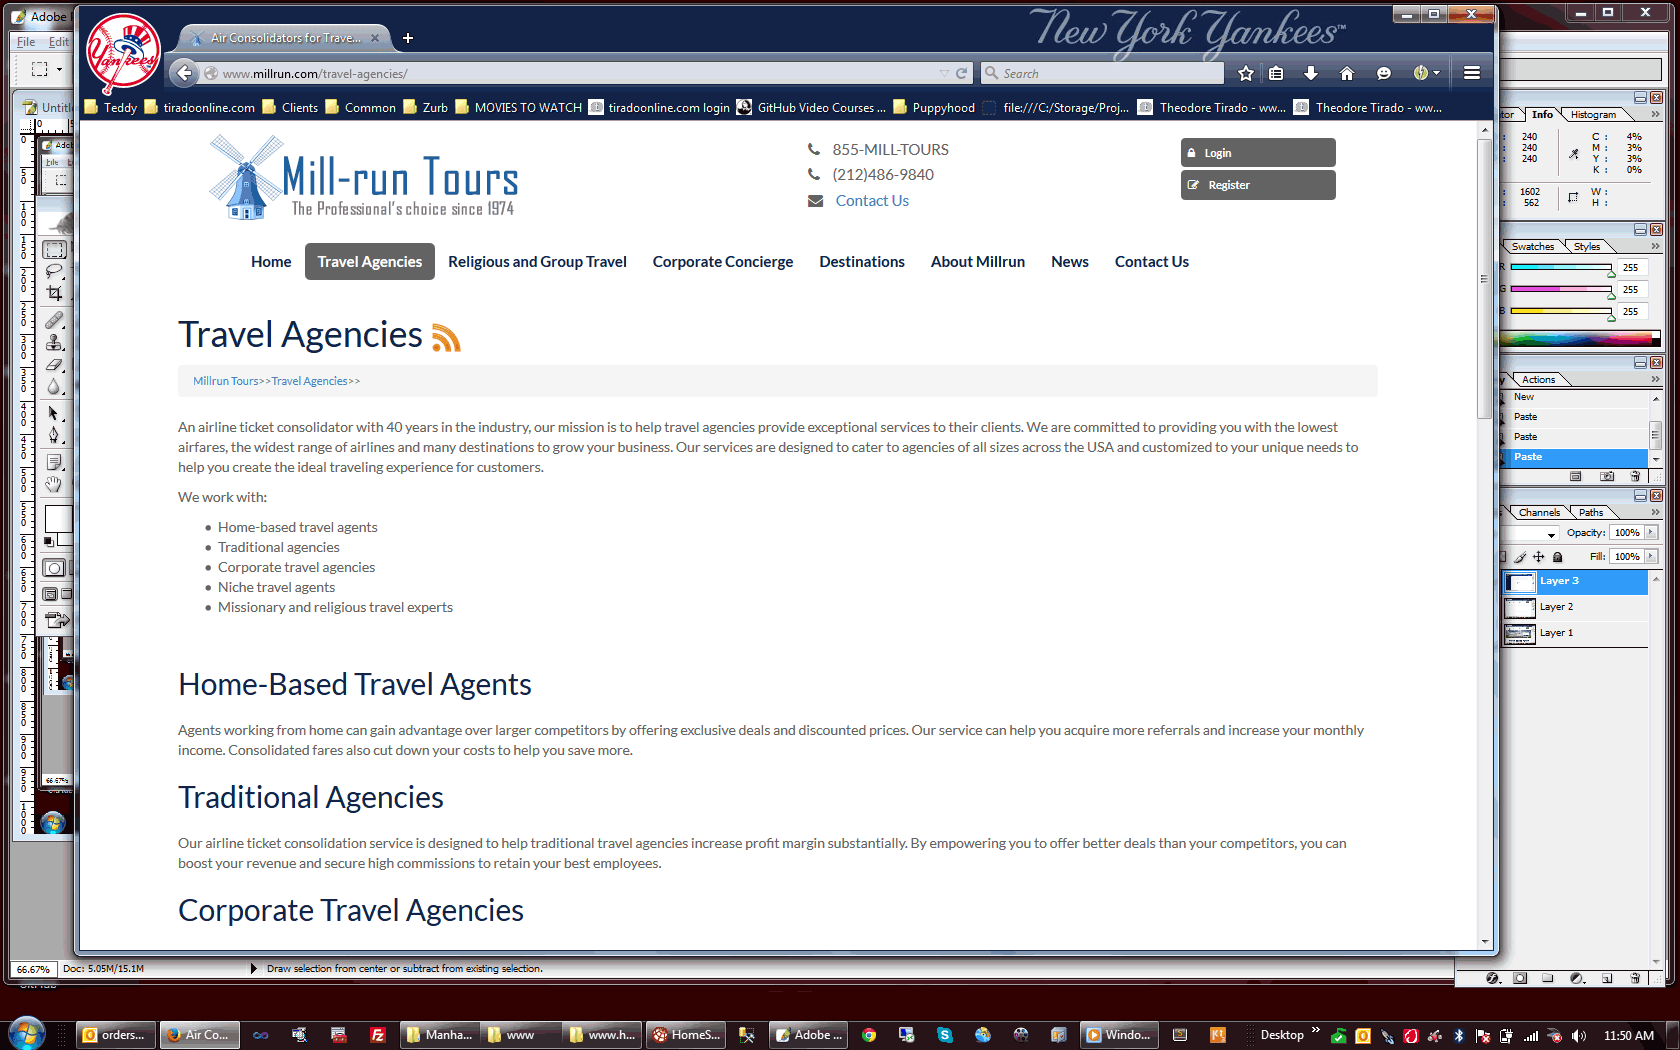 Adobe
New York Yankees™
Yankees
Air Consolidators for Trave...
www.millrun.com/travel-agencies/
Search
File Edit
Teddy
tiradoonline.com
Clients
Common
Zurb
MOVIES TO WATCH
tiradoonline.com login
GitHub Video Courses ...
Puppyhood
file:///C:/Storage/Proj...
Theodore Tirado - ww...
Theodore Tirado - ww...
Mill-run Tours
The Professional's choice since 1974
855-MILL-TOURS
(212)486-9840
Contact Us
Login
Register
Home
Travel Agencies
Religious and Group Travel
Corporate Concierge
Destinations
About Millrun
News
Contact Us
Travel Agencies
Millrun Tours>>Travel Agencies>>
An airline ticket consolidator with 40 years in the industry, our mission is to help travel agencies provide exceptional services to their clients. We are committed to providing you with the lowest
airfares, the widest range of airlines and many destinations to grow your business. Our services are designed to cater to agencies of all sizes across the USA and customized to your unique needs to
help you create the ideal traveling experience for customers.
We work with:
Home-based travel agents
Traditional agencies
Corporate travel agencies
Niche travel agents
Missionary and religious travel experts
Home-Based Travel Agents
Agents working from home can gain advantage over larger competitors by offering exclusive deals and discounted prices. Our service can help you acquire more referrals and increase your monthly
income. Consolidated fares also cut down your costs to help you save more.
Traditional Agencies
Our airline ticket consolidation service is designed to help traditional travel agencies increase profit margin substantially. By empowering you to offer better deals than your competitors, you can
boost your revenue and secure high commissions to retain your best employees.
Corporate Travel Agencies
Info
Histogram
240
240
240
C : 4%
M : 3%
Y : 3%
K : 0%
1602
562
W :
H :
Swatches
Styles
R 255
G 255
B 255
Actions
New
Paste
Paste
Paste
Channels
Paths
Opacity: 100%
Fill: 100%
Layer 3
Layer 2
Layer 1
66.67%
Doc: 5.05M/15.1M
Draw selection from center or subtract from existing selection.
orders...
Air Co...
Manha...
www
www.h...
HomeS...
Adobe ...
Windo...
Desktop
11:50 AM